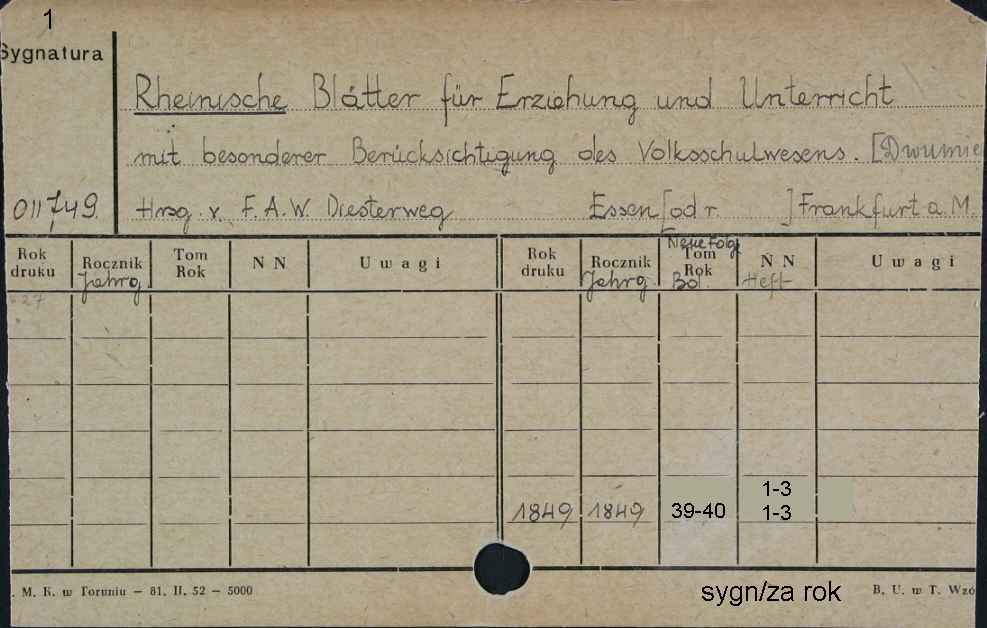 1
Sygnatura
Rheinische Blätter für Erziehung und Unterricht
mit besonderer Berücksichtigung des Volksschulwesens. [Dwumie
011749. Hrsg. v. F. A. W. Diesterweg Essen [od r. ] Frankfurt a. M.
Rok druku Rocznik Jahrg. Tom Rok N N Uwagi Rok druku Rocznik Jahrg. Neue Folg Tom Rok Bd. N N Heft Uwagi
27
1849 1849 39-40 1-3
1-3
. M. K. w Toruniu – 81. II. 52 – 5000 sygn/za rok B. U. w T. Wzó